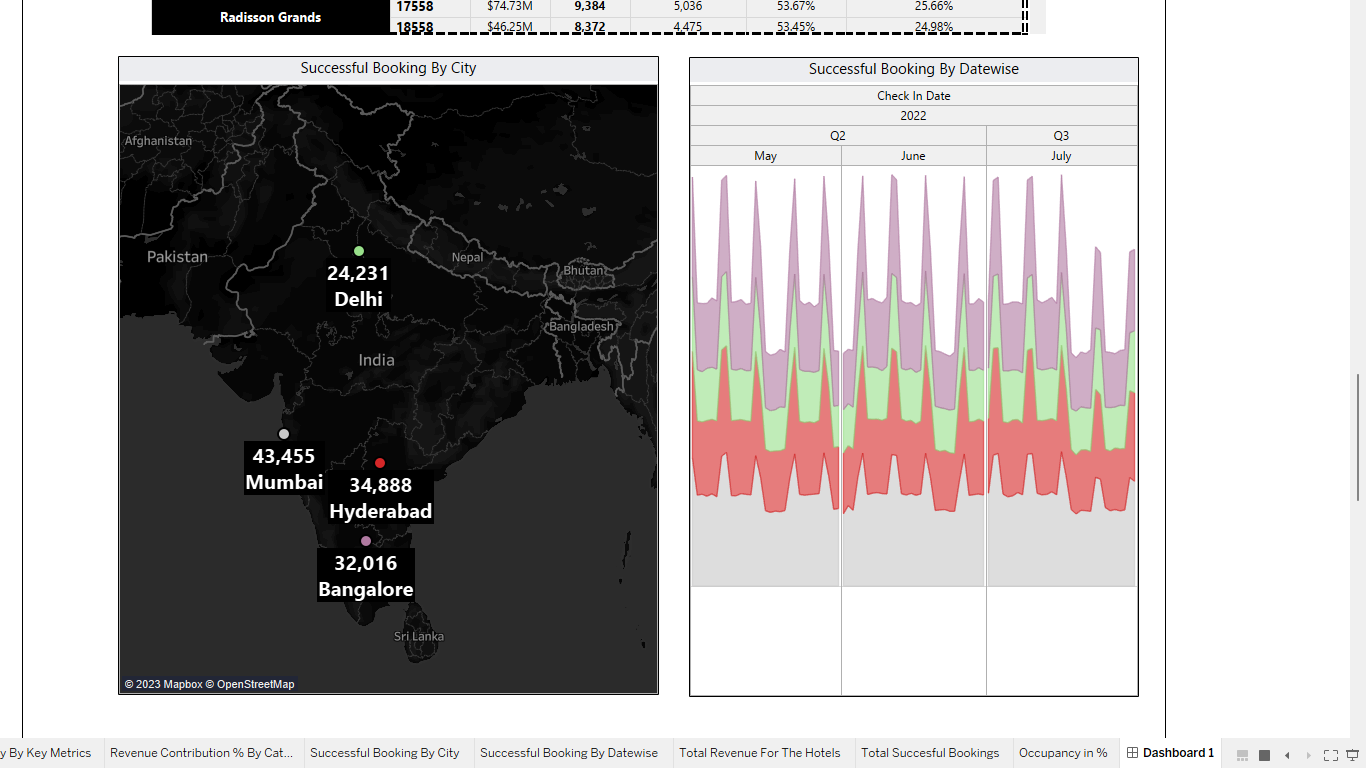 17558 $74.73M 9,384 5,036 53.67% 25.66%
Radisson Grands
18558 $46.25M 8,372 4,475 53.45% 24.98%
Successful Booking By City
Afghanistan
Pakistan
Nepal
Bhutan
Bangladesh
India
Sri Lanka
24,231
Delhi
43,455
Mumbai
34,888
Hyderabad
32,016
Bangalore
© 2023 Mapbox © OpenStreetMap
Successful Booking By Datewise
Check In Date
2022
Q2 Q3
May June July
y By Key Metrics Revenue Contribution % By Cat... Successful Booking By City Successful Booking By Datewise Total Revenue For The Hotels Total Succesful Bookings Occupancy in % Dashboard 1